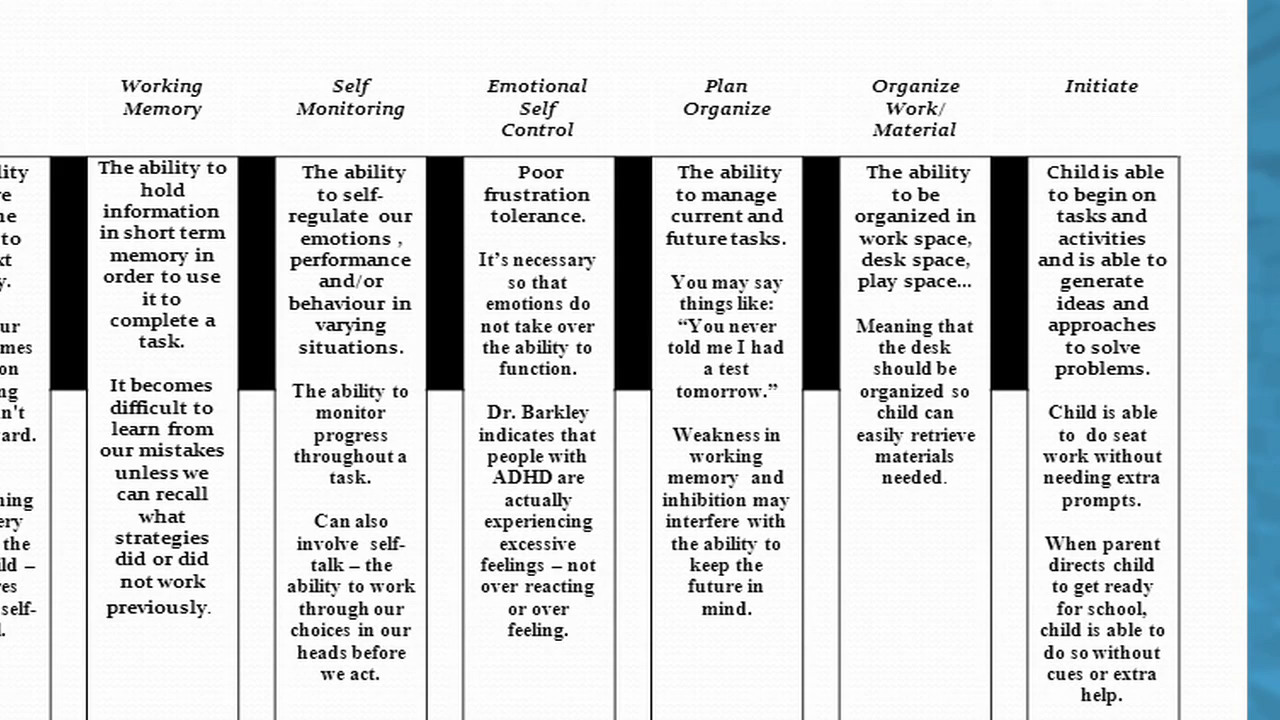 Working
Memory
Self
Monitoring
Emotional
Self
Control
Plan
Organize
Organize
Work/
Material
Initiate
The ability to
hold
information
in short term
memory in
order to use
it to
complete a
task.
It becomes
difficult to
learn from
our mistakes
unless we
can recall
what
strategies
did or did
not work
previously.
The ability
to self-
regulate our
emotions ,
performance
and/or
behaviour in
varying
situations.
The ability to
monitor
progress
throughout a
task.
Can also
involve self-
talk – the
ability to work
through our
choices in our
heads before
we act.
Poor
frustration
tolerance.
It's necessary
so that
emotions do
not take over
the ability to
function.
Dr. Barkley
indicates that
people with
ADHD are
actually
experiencing
excessive
feelings – not
over reacting
or over
feeling.
The ability
to manage
current and
future tasks.
You may say
things like:
“You never
told me I had
a test
tomorrow.”
Weakness in
working
memory and
inhibition may
interfere with
the ability to
keep the
future in
mind.
The ability
to be
organized in
work space,
desk space,
play space...
Meaning that
the desk
should be
organized so
child can
easily retrieve
materials
needed.
Child is able
to begin on
tasks and
activities
and is able to
generate
ideas and
approaches
to solve
problems.
Child is able
to do seat
work without
needing extra
prompts.
When parent
directs child
to get ready
for school,
child is able to
do so without
cues or extra
help.